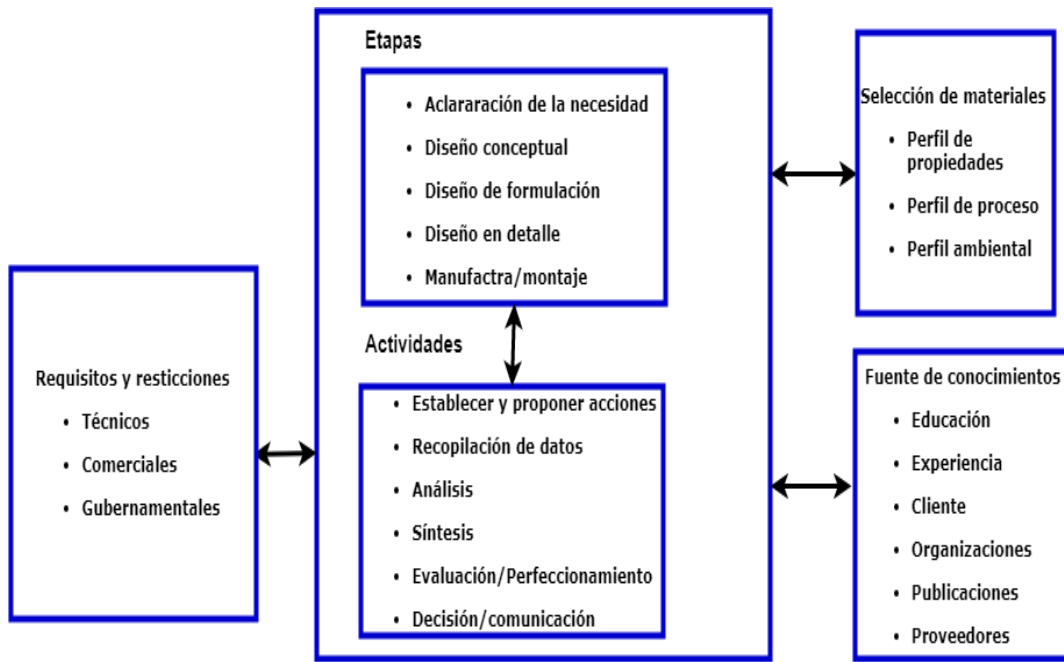 Requisitos y resticciones
• Técnicos
• Comerciales
• Gubernamentales
Etapas
• Aclararación de la necesidad
• Diseño conceptual
• Diseño de formulación
• Diseño en detalle
• Manufactra/montaje
Actividades
• Establecer y proponer acciones
• Recopilación de datos
• Análisis
• Síntesis
• Evaluación/Perfeccionamiento
• Decisión/comunicación
Selección de materiales
• Perfil de
propiedades
• Perfil de proceso
• Perfil ambiental
Fuente de conocimientos
• Educación
• Experiencia
• Cliente
• Organizaciones
• Publicaciones
• Proveedores